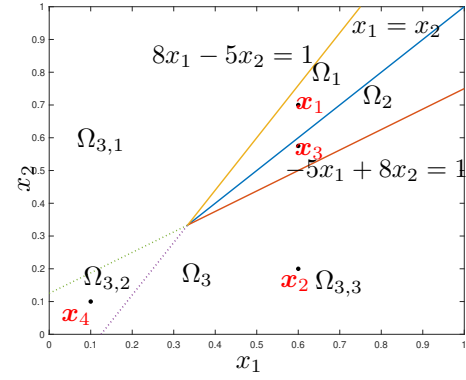 1
0.9
0.8
0.7
0.6
0.5
0.4
0.3
0.2
0.1
0
x₂
8x₁ − 5x₂ = 1
x₁ = x₂
Ω₁
Ω₂
x₁
Ω₃,₁
x₃
−5x₁ + 8x₂ = 1
Ω₃,₂
Ω₃
x₂
Ω₃,₃
x₄
0 0.1 0.2 0.3 0.4 0.5 0.6 0.7 0.8 0.9 1
x₁